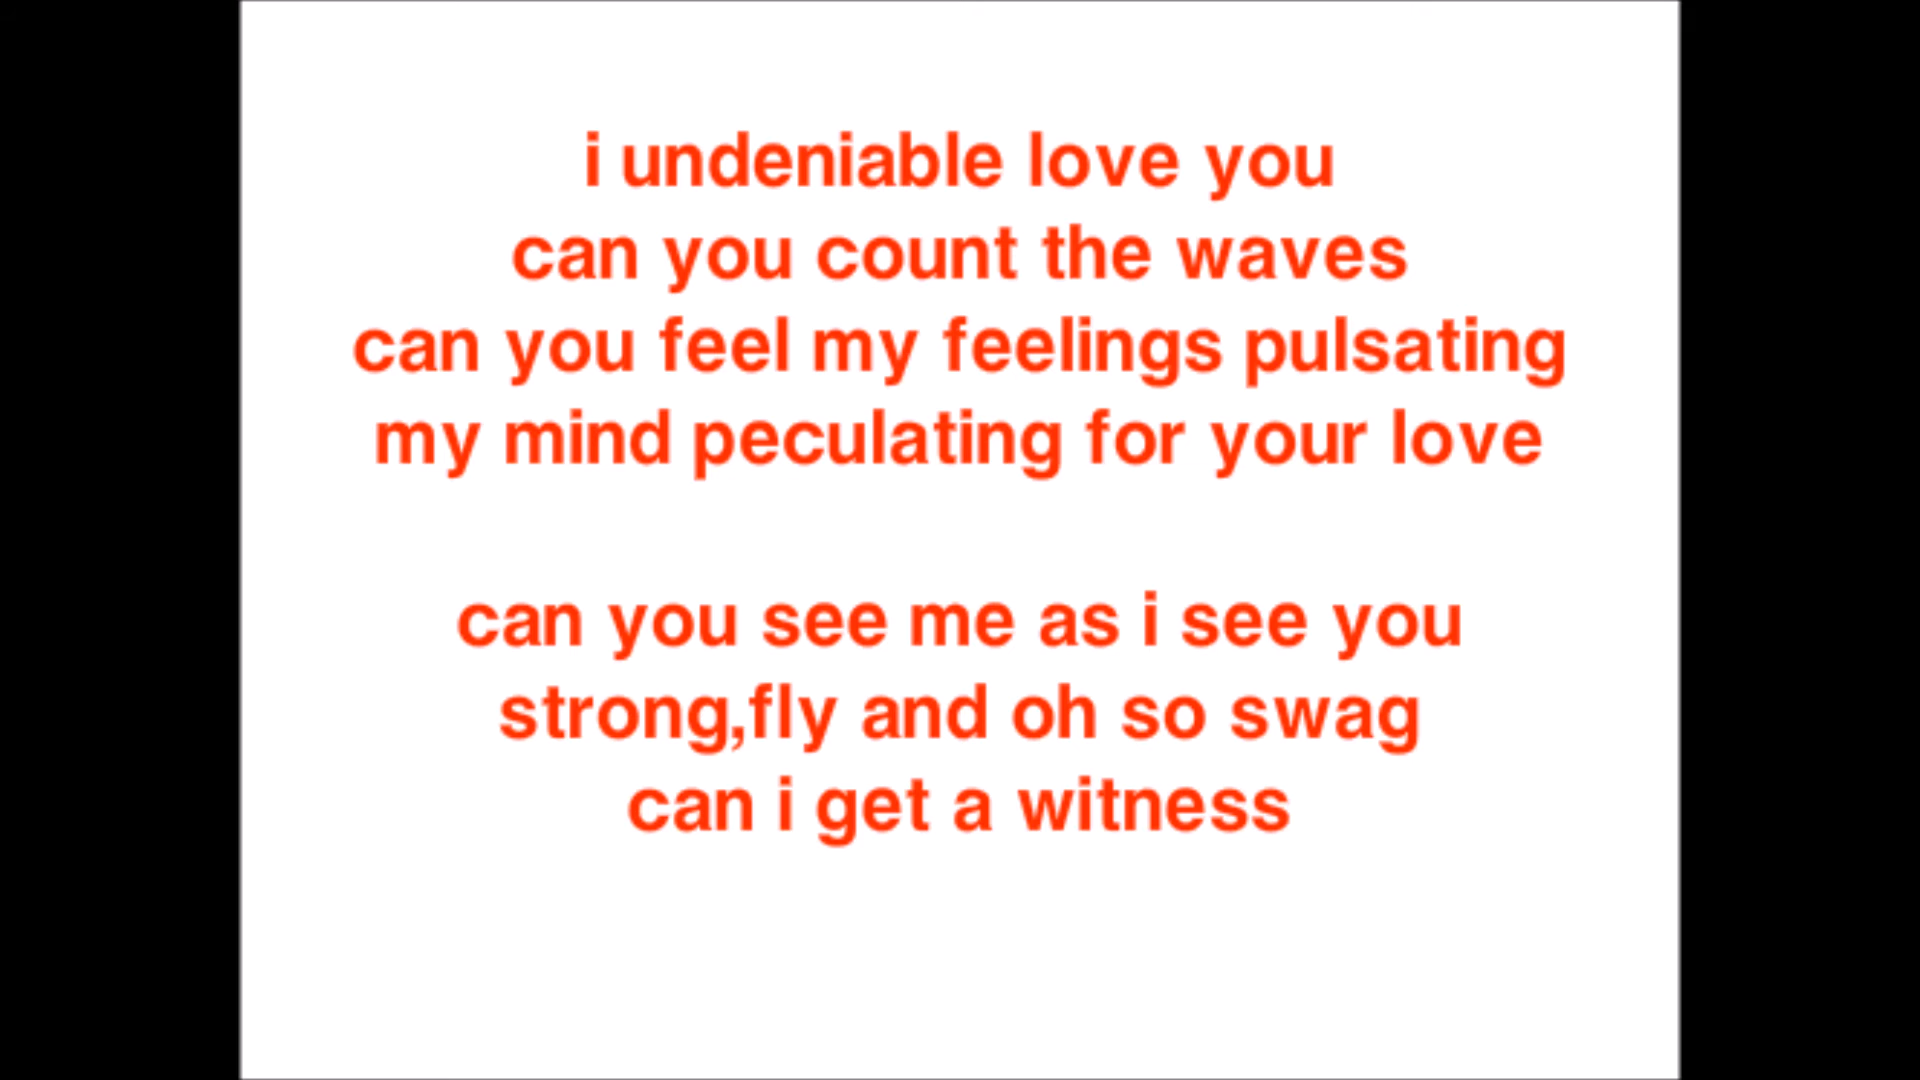 i undeniable love you
can you count the waves
can you feel my feelings pulsating
my mind peculating for your love
can you see me as i see you
strong,fly and oh so swag
can i get a witness